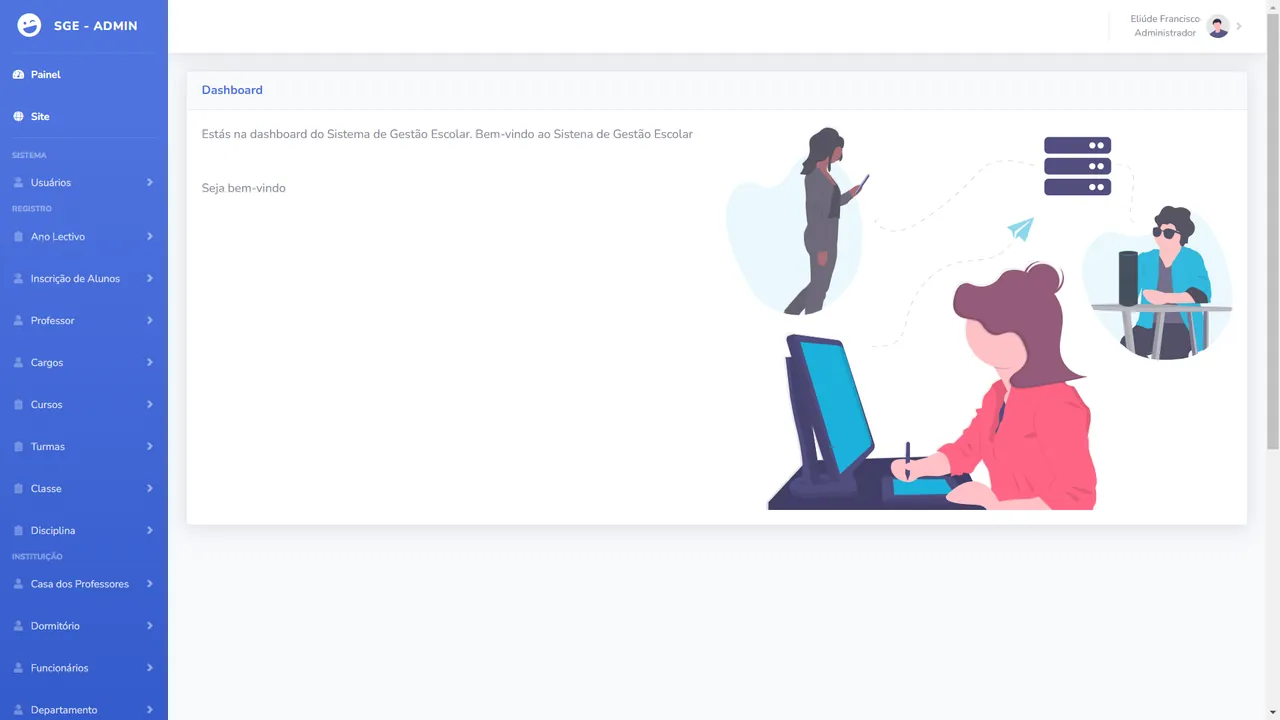 SGE - ADMIN
Eliúde Francisco
Administrador
Painel
Site
SISTEMA
Usuários
REGISTRO
Ano Lectivo
Inscrição de Alunos
Professor
Cargos
Cursos
Turmas
Classe
Disciplina
INSTITUIÇÃO
Casa dos Professores
Dormitório
Funcionários
Departamento
Dashboard
Estás na dashboard do Sistema de Gestão Escolar. Bem-vindo ao Sistena de Gestão Escolar
Seja bem-vindo